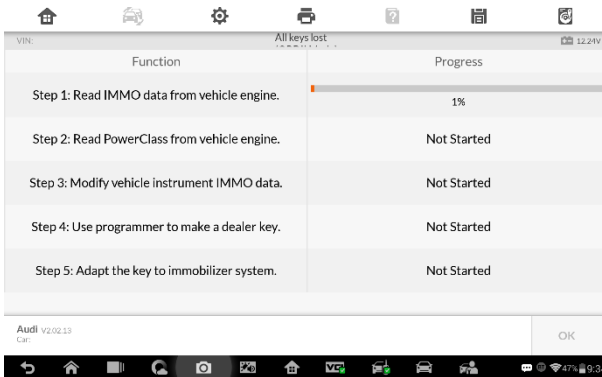 VIN:
All keys lost
12.24V
Function
Progress
Step 1: Read IMMO data from vehicle engine.
1%
Step 2: Read PowerClass from vehicle engine.
Not Started
Step 3: Modify vehicle instrument IMMO data.
Not Started
Step 4: Use programmer to make a dealer key.
Not Started
Step 5: Adapt the key to immobilizer system.
Not Started
Audi V2.02.13
Car:
OK
47%